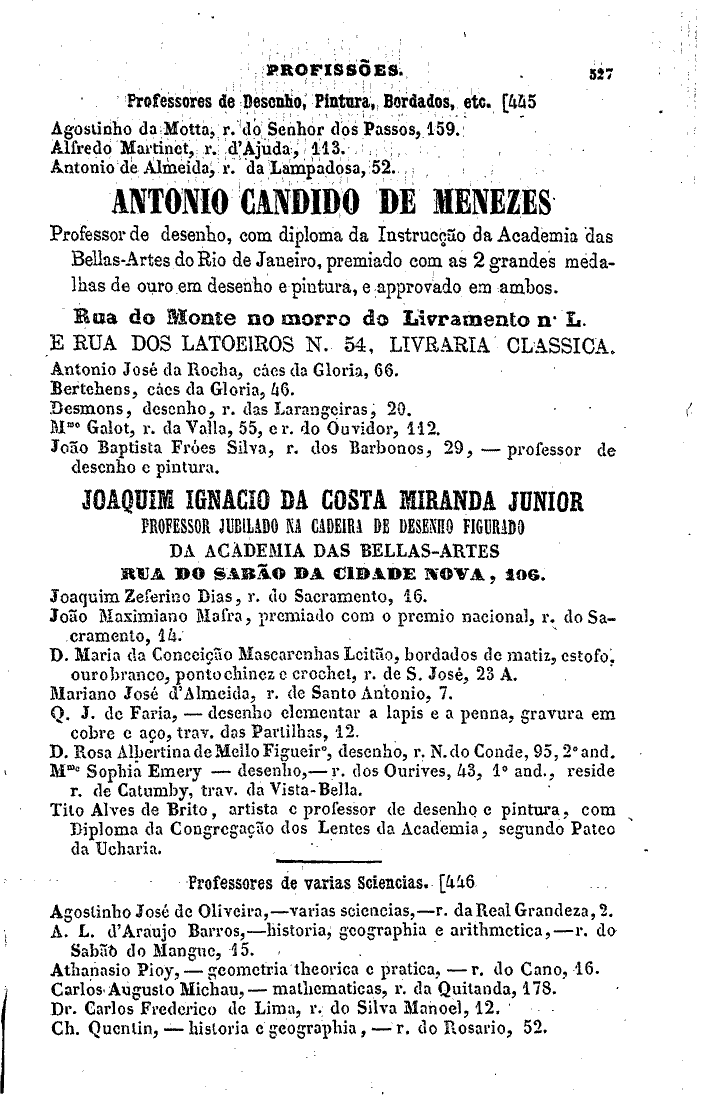 PROFISSÕES.
527
Professores de Desenho, Pintura, Bordados, etc. [445
Agostinho da Motta, r. do Senhor dos Passos, 159.
Alfredo Martinet, r. d'Ajuda, 113.
Antonio de Almeida, r. da Lampadosa, 52.
ANTONIO CANDIDO DE MENEZES
Professor de desenho, com diploma da Instrucção da Academia das
Bellas-Artes do Rio de Janeiro, premiado com as 2 grandes meda-
lhas de ouro em desenho e pintura, e approvado em ambos.
Rua do Monte no morro do Livramento n· L.
E RUA DOS LATOEIROS N. 54, LIVRARIA CLASSICA.
Antonio José da Rocha, cáes da Gloria, 66.
Bertchens, cáes da Gloria, 46.
Desmons, desenho, r. das Larangeiras, 20.
Mme Galot, r. da Valla, 55, e r. do Ouvidor, 112.
João Baptista Fróes Silva, r. dos Barbonos, 29, — professor de
desenho e pintura.
JOAQUIM IGNACIO DA COSTA MIRANDA JUNIOR
PROFESSOR JUBILADO NA CADEIRA DE DESENHO FIGURADO
DA ACADEMIA DAS BELLAS-ARTES
RUA DO SABÃO DA CIDADE NOVA, 106.
Joaquim Zeferino Dias, r. do Sacramento, 16.
João Maximiano Mafra, premiado com o premio nacional, r. do Sa-
cramento, 14.
D. Maria da Conceição Mascarenhas Leitão, bordados de matiz, estofo,
ouro branco, ponto chinez e crochet, r. de S. José, 23 A.
Mariano José d'Almeida, r. de Santo Antonio, 7.
Q. J. de Faria, — desenho elementar a lapis e a penna, gravura em
cobre e aço, trav. das Partilhas, 12.
D. Rosa Albertina de Mello Figueirº, desenho, r. N. do Conde, 95, 2º and.
Mme Sophia Emery — desenho,— r. dos Ourives, 43, 1º and., reside
r. de Catumby, trav. da Vista-Bella.
Tito Alves de Brito, artista e professor de desenho e pintura, com
Diploma da Congregação dos Lentes da Academia, segundo Pateo
da Ucharia.
Professores de varias Sciencias. [446
Agostinho José de Oliveira,—varias sciencias,—r. da Real Grandeza, 2.
A. L. d'Araujo Barros,—historia, geographia e arithmetica,—r. do
Sabão do Mangue, 15.
Athanasio Pioy,— geometria theorica e pratica, — r. do Cano, 16.
Carlos Augusto Michau,— mathematicas, r. da Quitanda, 178.
Dr. Carlos Frederico de Lima, r. do Silva Manoel, 12.
Ch. Quentin, — historia e geographia, — r. do Rosario, 52.